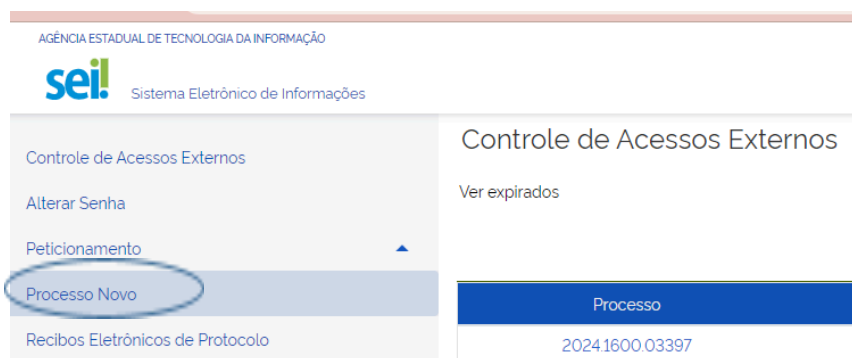 AGÊNCIA ESTADUAL DE TECNOLOGIA DA INFORMAÇÃO
sei!
Sistema Eletrônico de Informações
Controle de Acessos Externos
Alterar Senha
Peticionamento
Processo Novo
Recibos Eletrônicos de Protocolo
Controle de Acessos Externos
Ver expirados
Processo
2024.1600.03397